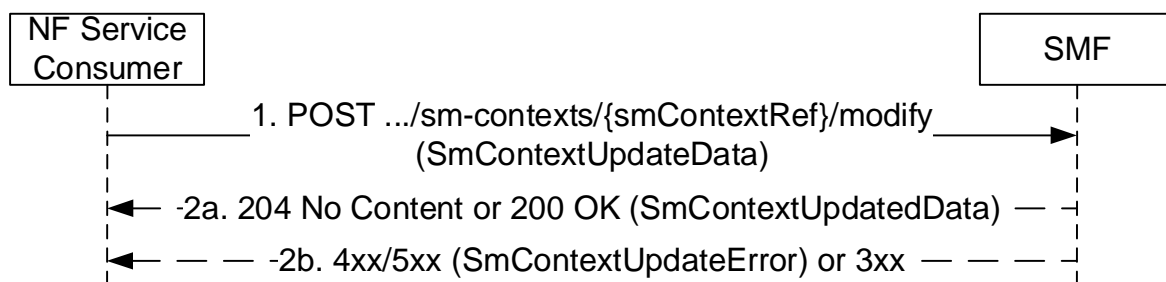 NF Service
Consumer
SMF
1. POST .../sm-contexts/{smContextRef}/modify
(SmContextUpdateData)
2a. 204 No Content or 200 OK (SmContextUpdatedData)
2b. 4xx/5xx (SmContextUpdateError) or 3xx